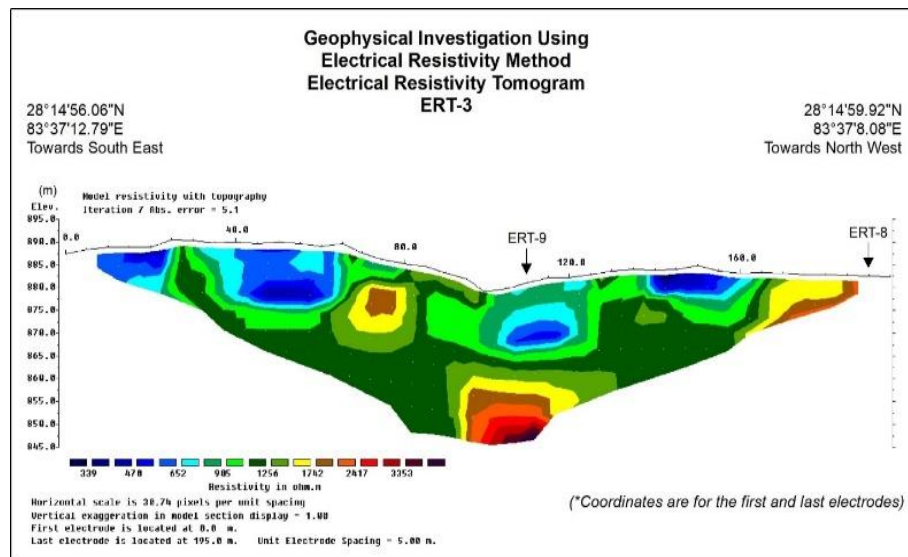 Geophysical Investigation Using
Electrical Resistivity Method
Electrical Resistivity Tomogram
ERT-3
28°14'56.06"N
83°37'12.79"E
Towards South East
28°14'59.92"N
83°37'8.08"E
Towards North West
(m)
Elev.
Model resistivity with topography
Iteration 7 Abs. error = 5.1
895.0
890.0
885.0
880.0
875.0
870.0
865.0
860.0
855.0
850.0
845.0
0.0
40.0
80.0
ERT-9
120.0
160.0
ERT-8
339 470 652 905 1256 1742 2417 3353
Resistivity in ohm.m
Horizontal scale is 30.74 pixels per unit spacing
Vertical exaggeration in model section display = 1.00
First electrode is located at 0.0 m.
Last electrode is located at 195.0 m. Unit Electrode Spacing = 5.00 m.
(*Coordinates are for the first and last electrodes)